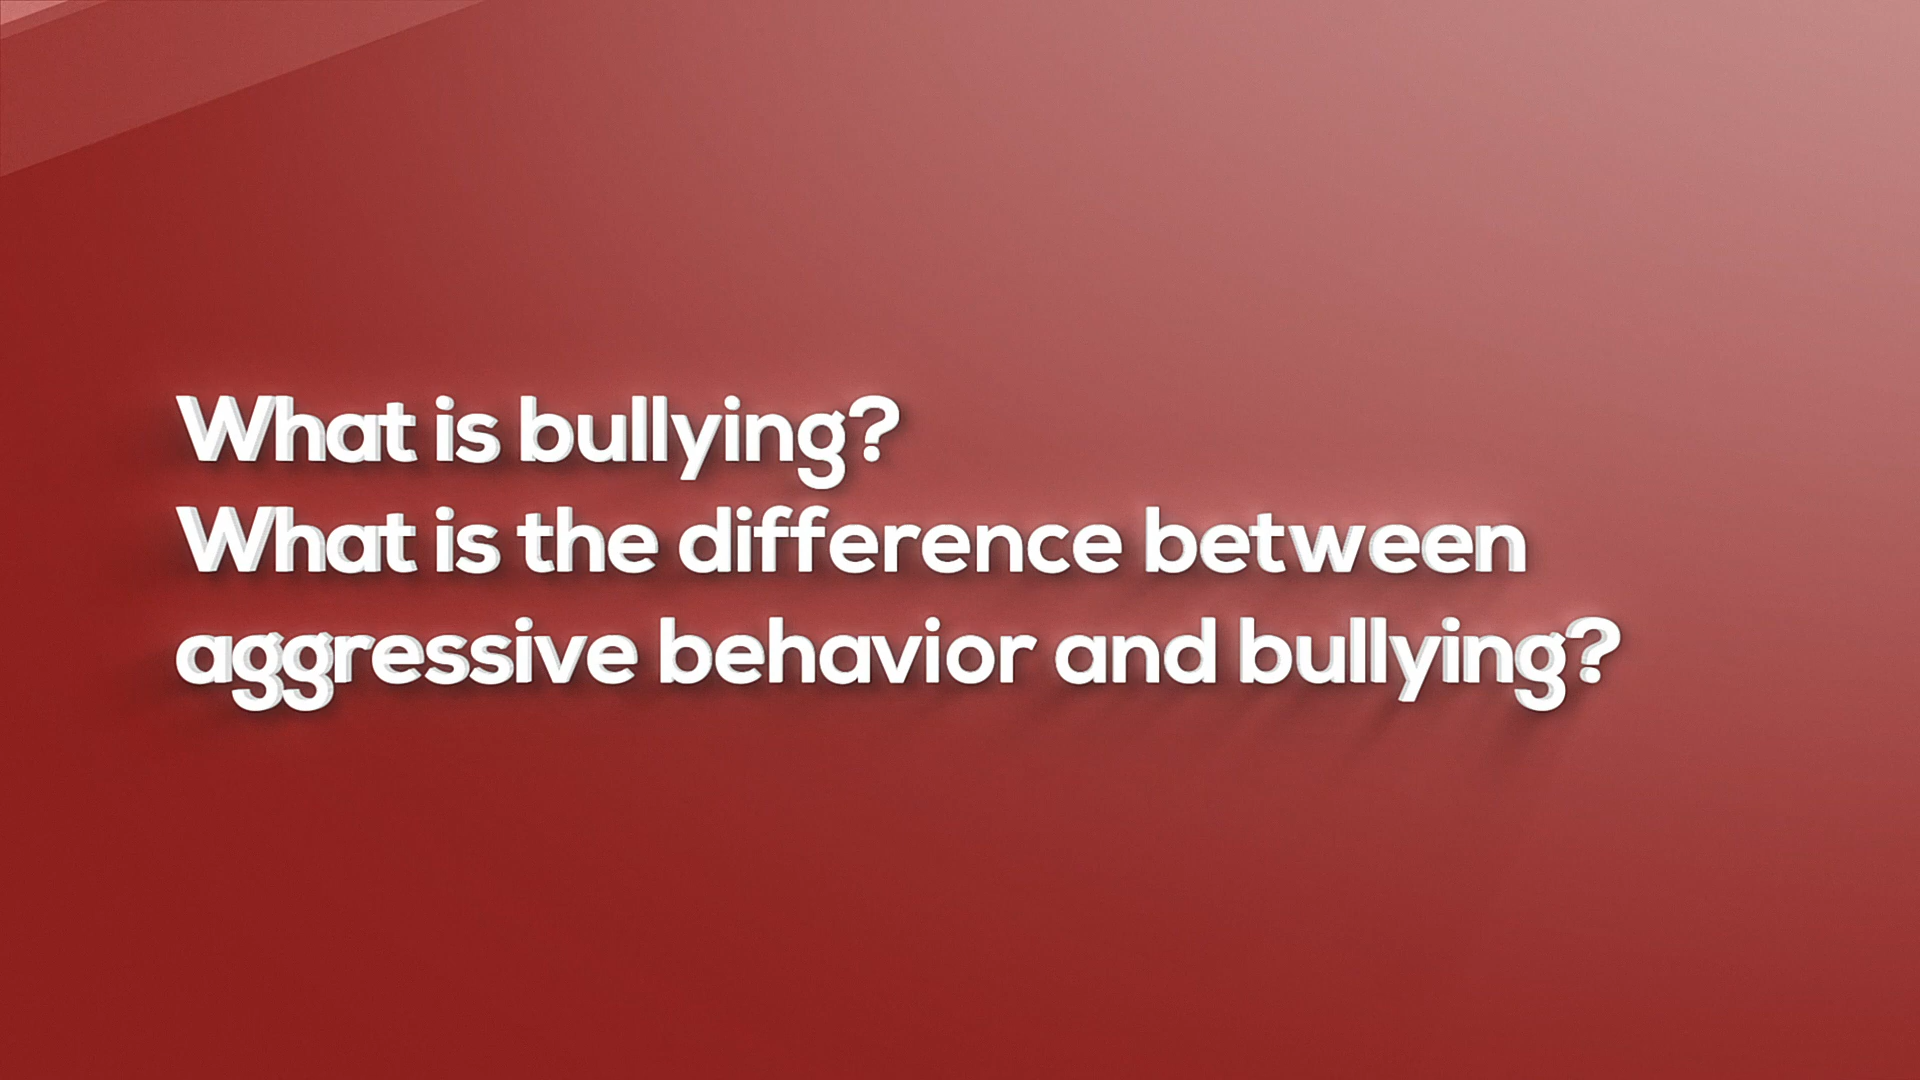 What is bullying?
What is the difference between
aggressive behavior and bullying?